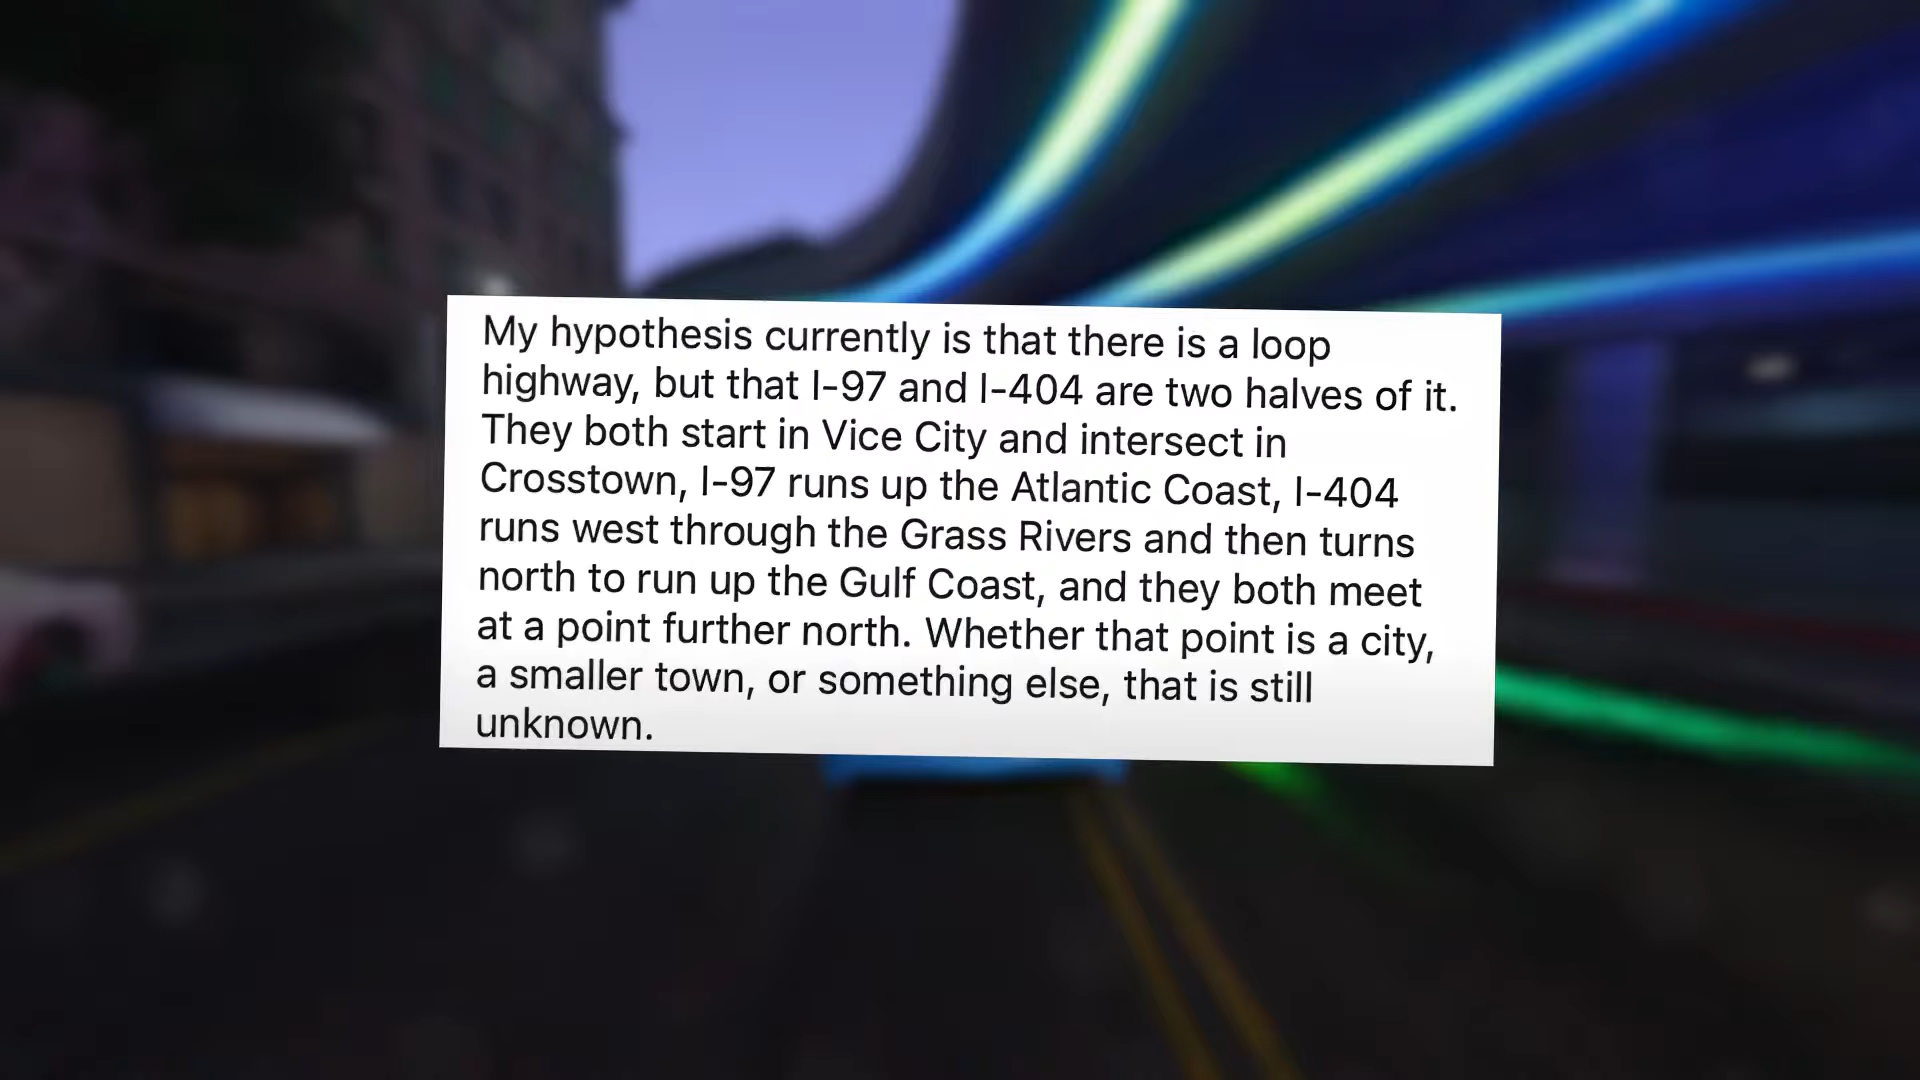 My hypothesis currently is that there is a loop
highway, but that I-97 and I-404 are two halves of it.
They both start in Vice City and intersect in
Crosstown, I-97 runs up the Atlantic Coast, I-404
runs west through the Grass Rivers and then turns
north to run up the Gulf Coast, and they both meet
at a point further north. Whether that point is a city,
a smaller town, or something else, that is still
unknown.